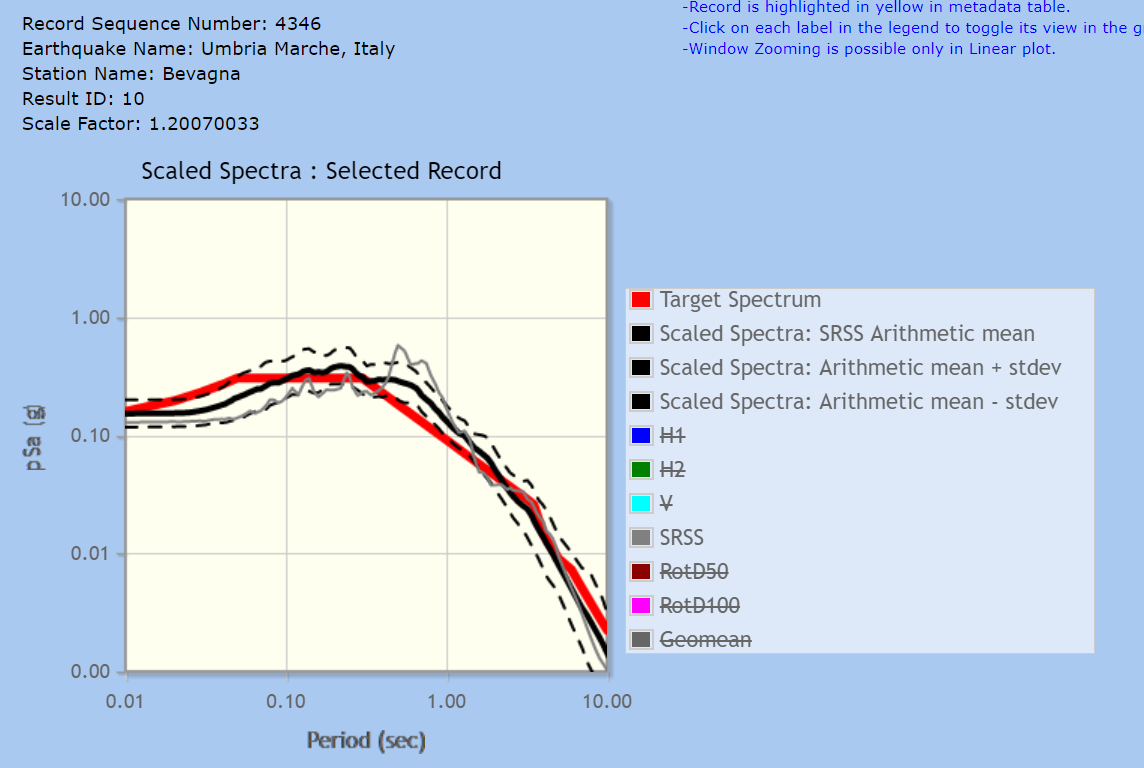 Record Sequence Number: 4346
Earthquake Name: Umbria Marche, Italy
Station Name: Bevagna
Result ID: 10
Scale Factor: 1.20070033
-Record is highlighted in yellow in metadata table.
-Click on each label in the legend to toggle its view in the
-Window Zooming is possible only in Linear plot.
Scaled Spectra : Selected Record
10.00
1.00
0.10
0.01
0.00
pSa (g)
0.01 0.10 1.00 10.00
Period (sec)
Target Spectrum
Scaled Spectra: SRSS Arithmetic mean
Scaled Spectra: Arithmetic mean + stdev
Scaled Spectra: Arithmetic mean - stdev
H1
H2
V
SRSS
RotD50
RotD100
Geomean